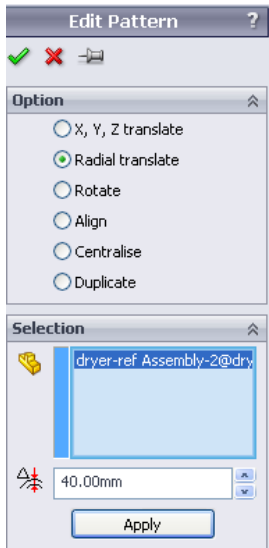 Edit Pattern ?
Option
X, Y, Z translate
Radial translate
Rotate
Align
Centralise
Duplicate
Selection
dryer-ref Assembly-2@dry
40.00mm
Apply